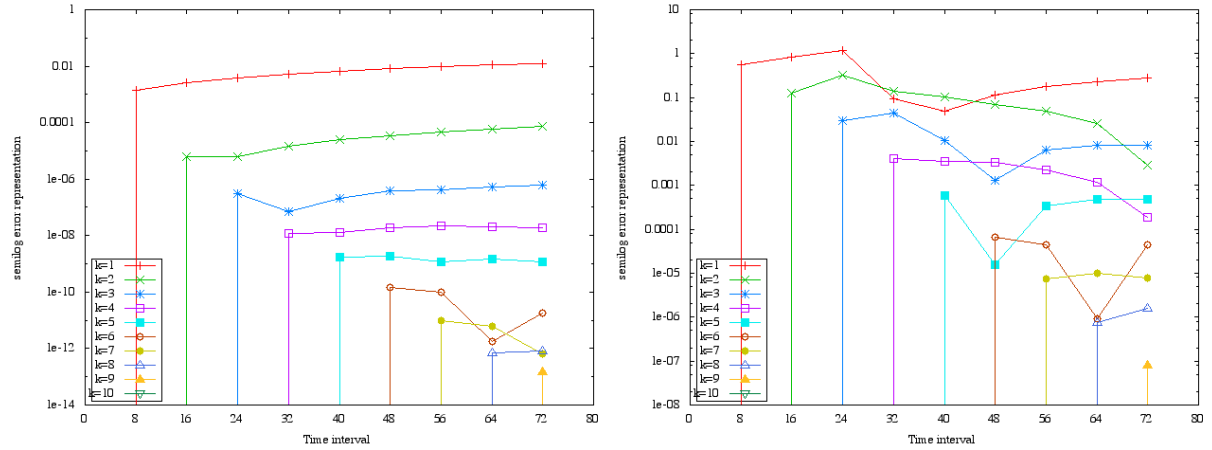 1
0.01
0.0001
1e-06
1e-08
1e-10
1e-12
1e-14
semilog error representation
k=1
k=2
k=3
k=4
k=5
k=6
k=7
k=8
k=9
k=10
0 8 16 24 32 40 48 56 64 72 80
Time interval
10
1
0.1
0.01
0.001
0.0001
1e-05
1e-06
1e-07
1e-08
semilog error representation
k=1
k=2
k=3
k=4
k=5
k=6
k=7
k=8
k=9
k=10
0 8 16 24 32 40 48 56 64 72 80
Time interval